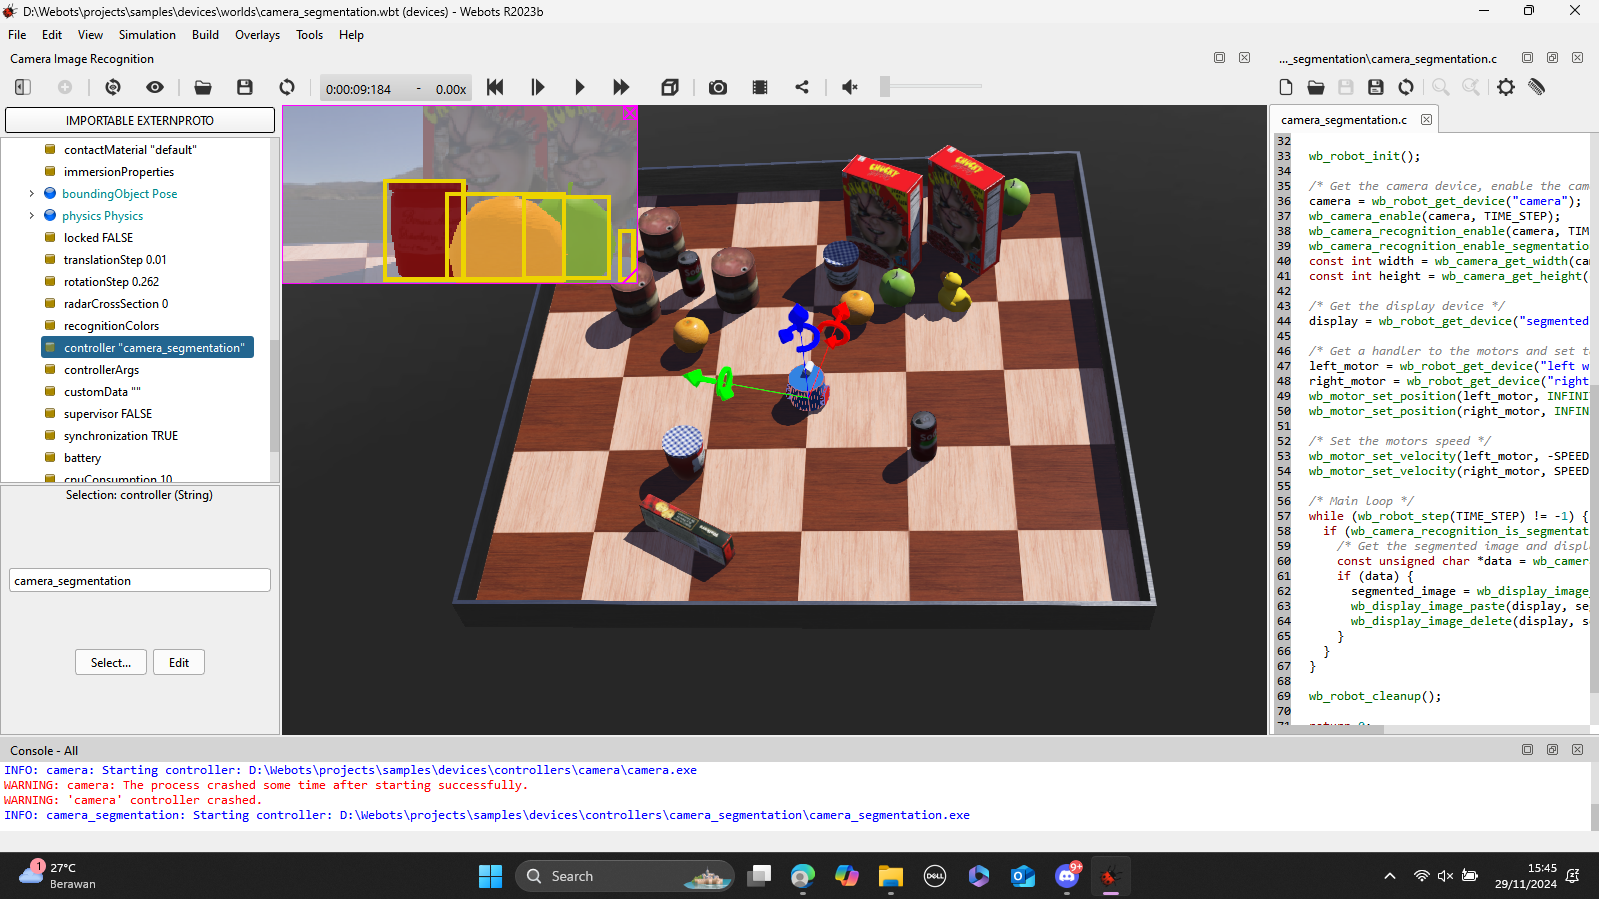 D:\Webots\projects\samples\devices\worlds\camera_segmentation.wbt (devices) - Webots R2023b
File Edit View Simulation Build Overlays Tools Help
Camera Image Recognition
..._segmentation\camera_segmentation.c
0:00:09:184 - 0.00x
IMPORTABLE EXTERNPROTO
contactMaterial "default"
immersionProperties
boundingObject Pose
physics Physics
locked FALSE
translationStep 0.01
rotationStep 0.262
radarCrossSection 0
recognitionColors
controller "camera_segmentation"
controllerArgs
customData ""
supervisor FALSE
synchronization TRUE
battery
cpuConsumption 10
Selection: controller (String)
camera_segmentation
Select... Edit
camera_segmentation.c
32
33 wb_robot_init();
34
35 /* Get the camera device, enable the cam
36 camera = wb_robot_get_device("camera");
37 wb_camera_enable(camera, TIME_STEP);
38 wb_camera_recognition_enable(camera, TIM
39 wb_camera_recognition_enable_segmentatio
40 const int width = wb_camera_get_width(ca
41 const int height = wb_camera_get_height(
42
43 /* Get the display device */
44 display = wb_robot_get_device("segmented
45
46 /* Get a handler to the motors and set t
47 left_motor = wb_robot_get_device("left w
48 right_motor = wb_robot_get_device("right
49 wb_motor_set_position(left_motor, INFINI
50 wb_motor_set_position(right_motor, INFIN
51
52 /* Set the motors speed */
53 wb_motor_set_velocity(left_motor, -SPEED
54 wb_motor_set_velocity(right_motor, SPEED
55
56 /* Main loop */
57 while (wb_robot_step(TIME_STEP) != -1) {
58 if (wb_camera_recognition_is_segmentat
59 /* Get the segmented image and displ
60 const unsigned char *data = wb_camer
61 if (data) {
62 segmented_image = wb_display_image_
63 wb_display_image_paste(display, se
64 wb_display_image_delete(display, s
65 }
66 }
67 }
68
69 wb_robot_cleanup();
70
71 return 0;
Console - All
INFO: camera: Starting controller: D:\Webots\projects\samples\devices\controllers\camera\camera.exe
WARNING: camera: The process crashed some time after starting successfully.
WARNING: 'camera' controller crashed.
INFO: camera_segmentation: Starting controller: D:\Webots\projects\samples\devices\controllers\camera_segmentation\camera_segmentation.exe
1
27°C
Berawan
Search
DELL
9+
15:45
29/11/2024